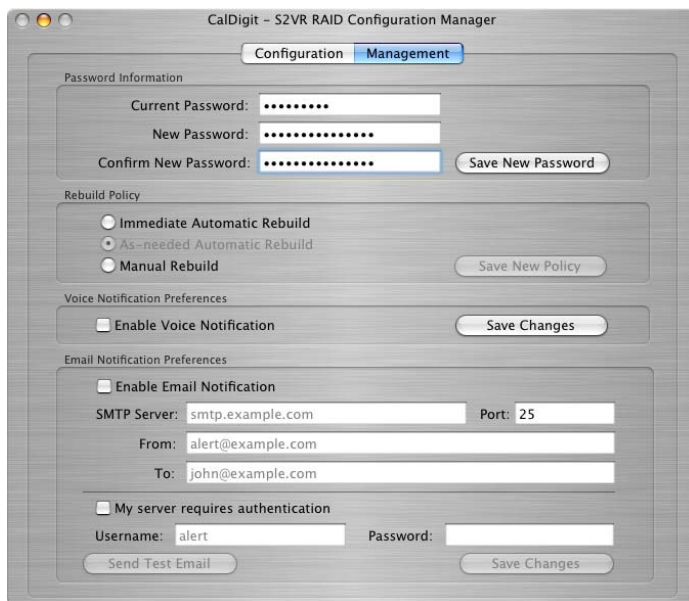 CalDigit – S2VR RAID Configuration Manager
Configuration Management
Password Information
Current Password: •••••••••
New Password: •••••••••••••••
Confirm New Password: ••••••••••••••• Save New Password
Rebuild Policy
Immediate Automatic Rebuild
As-needed Automatic Rebuild
Manual Rebuild Save New Policy
Voice Notification Preferences
Enable Voice Notification Save Changes
Email Notification Preferences
Enable Email Notification
SMTP Server: smtp.example.com Port: 25
From: alert@example.com
To: john@example.com
My server requires authentication
Username: alert Password:
Send Test Email Save Changes